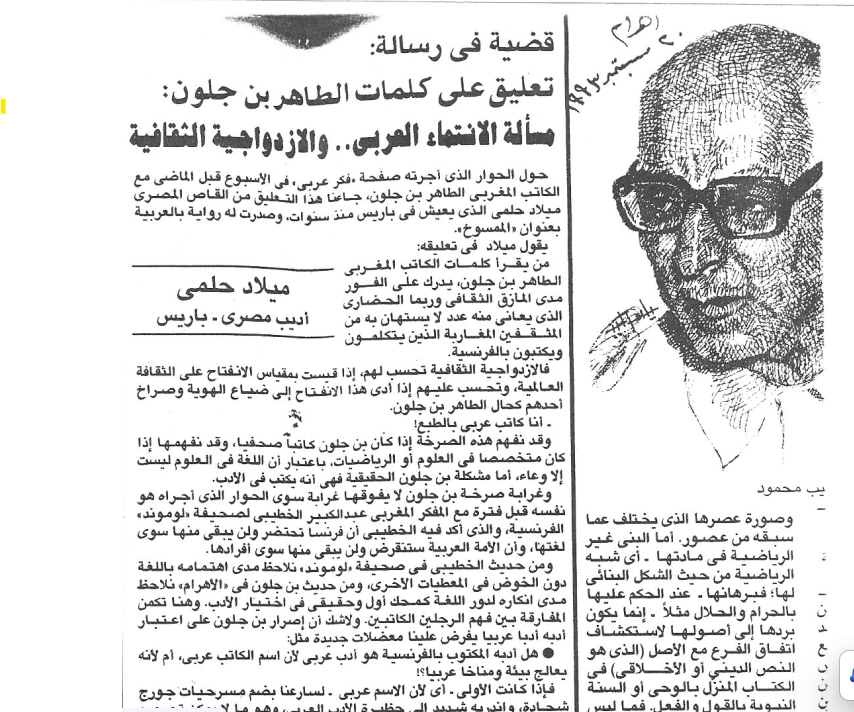 قضية فى رسالة:
تعليق على كلمات الطاهر بن جلون:
مسألة الانتماء العربى.. والازدواجية الثقافية
حول الحوار الذى أجرته صفحة «فكر عربى» فى الأسبوع قبل الماضى مع
الكاتب المغربى الطاهر بن جلون، جاءنا هذا التعليق من القاص المصرى
ميلاد حلمى الذى يعيش فى باريس منذ سنوات، وصدرت له رواية بالعربية
بعنوان «الممسوخ».
يقول ميلاد فى تعليقه:
من يقرأ كلمات الكاتب المغربى
الطاهر بن جلون، يدرك على الفور
مدى المازق الثقافى وربما الحضارى
الذى يعانى منه عدد لا يستهان به من
المثقفين المغاربة الذين يتكلمون
ويكتبون بالفرنسية.
ميلاد حلمى
أديب مصرى - باريس
فالازدواجية الثقافية تحسب لهم، إذا قيست بمقياس الانفتاح على الثقافة
العالمية، وتحسب عليهم إذا أدى هذا الانفتاح إلى ضياع الهوية وصراخ
أحدهم كحال الطاهر بن جلون.
- أنا كاتب عربى بالطبع!
وقد نفهم هذه الصرخة إذا كان بن جلون كاتبا صحفيا، وقد نفهمها إذا
كان متخصصا فى العلوم أو الرياضيات، باعتبار أن اللغة فى العلوم ليست
إلا وعاء، أما مشكلة بن جلون الحقيقية فهى أنه يكتب فى الأدب.
وغرابة صرخة بن جلون لا يفوقها غرابة سوى الحوار الذى أجراه هو
نفسه قبل فترة مع المفكر المغربى عبدالكبير الخطيبى لصحيفة «لوموند»
الفرنسية، والذى أكد فيه الخطيبى أن فرنسا تحتضر ولن يبقى منها سوى
لغتها، وأن الأمة العربية ستنقرض ولن يبقى منها سوى أفرادها.
ومن حديث الخطيبى فى صحيفة «لوموند» نلاحظ مدى اهتمامه باللغة
دون الخوض فى المعطيات الأخرى، ومن حديث بن جلون فى «الأهرام» نلاحظ
مدى انكاره لدور اللغة كمحك أول وحقيقى فى اختبار الأدب. وهنا تكمن
المفارقة بين فهم الرجلين الكاتبين. ولاشك أن إصرار بن جلون على اعتبار
أدبه أدبا عربيا يفرض علينا معضلات جديدة مثل:
● هل أدبه المكتوب بالفرنسية هو أدب عربى لأن اسم الكاتب عربى، أم لأنه
يعالج بيئة ومناخا عربيا؟!
فإذا كانت الأولى - أى لأن الاسم عربى - لسارعنا بضم مسرحيات جورج
شحادة، واندريه شديد إلى حظيرة الأدب العربى، وهو ما لا
اهرام
٢٠ سبتمبر ١٩٩٣
يب محمود
وصورة عصرها الذى يختلف عما
سبقه من عصور. أما البنى غير
الرياضية فى مادتها - أى شبه
الرياضية من حيث الشكل البنائى
لها؛ فبرهانها - عند الحكم عليها
بالحرام والحلال مثلاً - إنما يكون
بردها إلى أصولها لاستكشاف
اتفاق الفرع مع الأصل (الذى هو
النص الدينى أو الأخلاقى) فى
الكتاب المنزل بالوحى أو السنة
النبوية بالقول والفعل. فما ليس